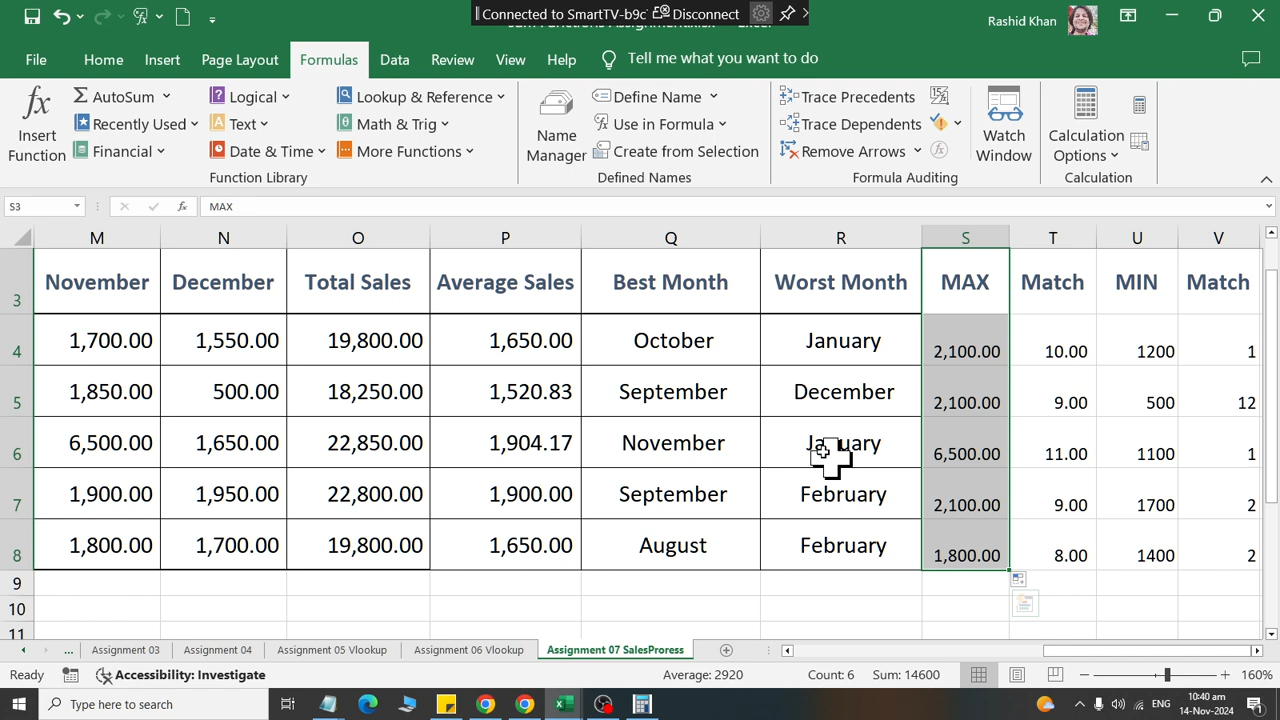 Connected to SmartTV-b9c Disconnect
Rashid Khan
File Home Insert Page Layout Formulas Data Review View Help Tell me what you want to do
fx Insert Function
AutoSum
Recently Used
Financial
Logical
Text
Date & Time
Lookup & Reference
Math & Trig
More Functions
Function Library
Name Manager
Define Name
Use in Formula
Create from Selection
Defined Names
Trace Precedents
Trace Dependents
Remove Arrows
Formula Auditing
Watch Window
Calculation Options
Calculation
S3 fx MAX
M N O P Q R S T U V
3 November December Total Sales Average Sales Best Month Worst Month MAX Match MIN Match
4 1,700.00 1,550.00 19,800.00 1,650.00 October January 2,100.00 10.00 1200 1
5 1,850.00 500.00 18,250.00 1,520.83 September December 2,100.00 9.00 500 12
6 6,500.00 1,650.00 22,850.00 1,904.17 November January 6,500.00 11.00 1100 1
7 1,900.00 1,950.00 22,800.00 1,900.00 September February 2,100.00 9.00 1700 2
8 1,800.00 1,700.00 19,800.00 1,650.00 August February 1,800.00 8.00 1400 2
9
10
11
... Assignment 03 Assignment 04 Assignment 05 Vlookup Assignment 06 Vlookup Assignment 07 SalesProress
Ready Accessibility: Investigate Average: 2920 Count: 6 Sum: 14600 160%
Type here to search
ENG
10:40 am
14-Nov-2024